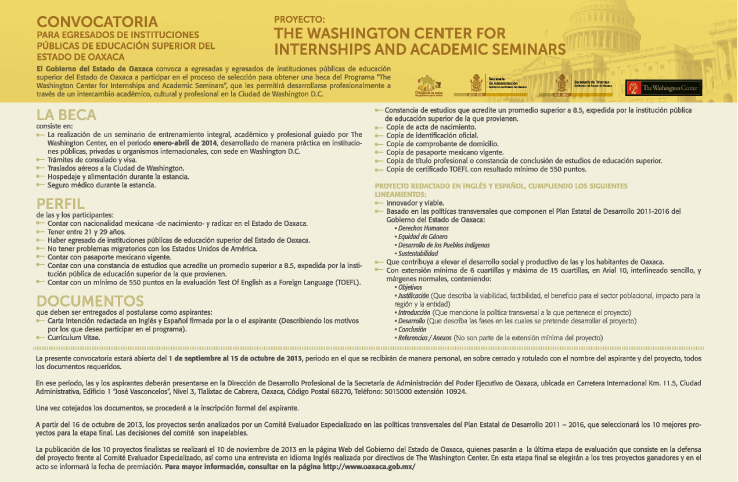 CONVOCATORIA
PARA EGRESADOS DE INSTITUCIONES
PÚBLICAS DE EDUCACIÓN SUPERIOR DEL
ESTADO DE OAXACA
PROYECTO:
THE WASHINGTON CENTER FOR
INTERNSHIPS AND ACADEMIC SEMINARS
El Gobierno del Estado de Oaxaca convoca a egresadas y egresados de instituciones públicas de educación
superior del Estado de Oaxaca a participar en el proceso de selección para obtener una beca del Programa "The
Washington Center for Internships and Academic Seminars", que les permitirá desarrollarse profesionalmente a
través de un intercambio académico, cultural y profesional en la Ciudad de Washington D.C.
Secretaría
de Administración
Secretaría de Finanzas
The Washington Center
LA BECA
consiste en:
La realización de un seminario de entrenamiento integral, académico y profesional guiado por The
Washington Center, en el periodo enero-abril de 2014, desarrollado de manera práctica en institucio-
nes públicas, privadas u organismos internacionales, con sede en Washington D.C.
Trámites de consulado y visa.
Traslados aéreos a la Ciudad de Washington.
Hospedaje y alimentación durante la estancia.
Seguro médico durante la estancia.
PERFIL
de las y los participantes:
Contar con nacionalidad mexicana -de nacimiento- y radicar en el Estado de Oaxaca.
Tener entre 21 y 29 años.
Haber egresado de instituciones públicas de educación superior del Estado de Oaxaca.
No tener problemas migratorios con los Estados Unidos de América.
Contar con pasaporte mexicano vigente.
Contar con una constancia de estudios que acredite un promedio superior a 8.5, expedida por la insti-
tución pública de educación superior de la que provienen.
Contar con un mínimo de 550 puntos en la evaluación Test Of English as a Foreign Language (TOEFL).
DOCUMENTOS
que deben ser entregados al postularse como aspirantes:
Carta Intención redactada en Inglés y Español firmada por la o el aspirante (Describiendo los motivos
por los que desea participar en el programa).
Currículum Vitae.
Constancia de estudios que acredite un promedio superior a 8.5, expedida por la institución pública
de educación superior de la que provienen.
Copia de acta de nacimiento.
Copia de identificación oficial.
Copia de comprobante de domicilio.
Copia de pasaporte mexicano vigente.
Copia de título profesional o constancia de conclusión de estudios de educación superior.
Copia de certificado TOEFL con resultado mínimo de 550 puntos.
PROYECTO REDACTADO EN INGLÉS Y ESPAÑOL, CUMPLIENDO LOS SIGUIENTES
LINEAMIENTOS:
Innovador y viable.
Basado en las políticas transversales que componen el Plan Estatal de Desarrollo 2011-2016 del
Gobierno del Estado de Oaxaca:
• Derechos Humanos
• Equidad de Género
• Desarrollo de los Pueblos Indígenas
• Sustentabilidad
Que contribuya a elevar el desarrollo social y productivo de las y los habitantes de Oaxaca.
Con extensión mínima de 6 cuartillas y máxima de 15 cuartillas, en Arial 10, interlineado sencillo, y
márgenes normales, conteniendo:
• Objetivos
• Justificación (Que describa la viabilidad, factibilidad, el beneficio para el sector poblacional, impacto para la
región y la entidad)
• Introducción (Que mencione la política transversal a la que pertenece el proyecto)
• Desarrollo (Que describa las fases en las cuales se pretende desarrollar el proyecto)
• Conclusión
• Referencias / Anexos (No son parte de la extensión mínima del proyecto)
La presente convocatoria estará abierta del 1 de septiembre al 15 de octubre de 2013, periodo en el que se recibirán de manera personal, en sobre cerrado y rotulado con el nombre del aspirante y del proyecto, todos
los documentos requeridos.
En ese periodo, las y los aspirantes deberán presentarse en la Dirección de Desarrollo Profesional de la Secretaría de Administración del Poder Ejecutivo de Oaxaca, ubicada en Carretera Internacional Km. 11.5, Ciudad
Administrativa, Edificio 1 "José Vasconcelos", Nivel 3, Tlalixtac de Cabrera, Oaxaca, Código Postal 68270, Teléfono: 5015000 extensión 10924.
Una vez cotejados los documentos, se procederá a la inscripción formal del aspirante.
A partir del 16 de octubre de 2013, los proyectos serán analizados por un Comité Evaluador Especializado en las políticas transversales del Plan Estatal de Desarrollo 2011 – 2016, que seleccionará los 10 mejores pro-
yectos para la etapa final. Las decisiones del comité son inapelables.
La publicación de los 10 proyectos finalistas se realizará el 10 de noviembre de 2013 en la página Web del Gobierno del Estado de Oaxaca, quienes pasarán a la última etapa de evaluación que consiste en la defensa
del proyecto frente al Comité Evaluador Especializado, así como una entrevista en idioma Inglés realizada por directivos de The Washington Center. En esta etapa final se elegirán a los tres proyectos ganadores y en el
acto se informará la fecha de premiación. Para mayor información, consultar en la página http://www.oaxaca.gob.mx/